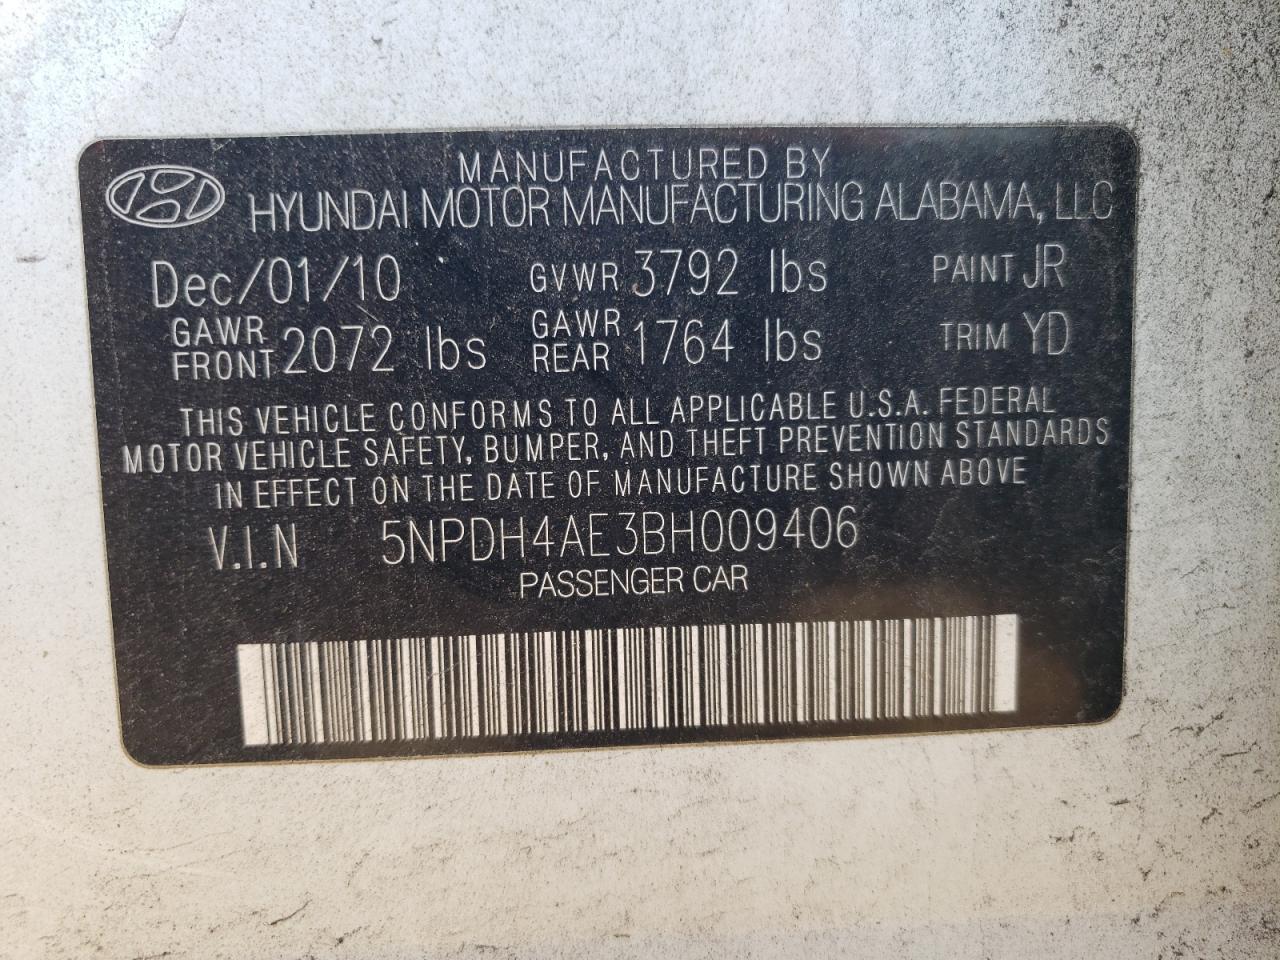 MANUFACTURED BY
HYUNDAI MOTOR MANUFACTURING ALABAMA, LLC
Dec/01/10 GVWR 3792 lbs PAINT JR
GAWR FRONT 2072 lbs GAWR REAR 1764 lbs TRIM YD
THIS VEHICLE CONFORMS TO ALL APPLICABLE U.S.A. FEDERAL
MOTOR VEHICLE SAFETY, BUMPER, AND THEFT PREVENTION STANDARDS
IN EFFECT ON THE DATE OF MANUFACTURE SHOWN ABOVE
V.I.N 5NPDH4AE3BH009406
PASSENGER CAR